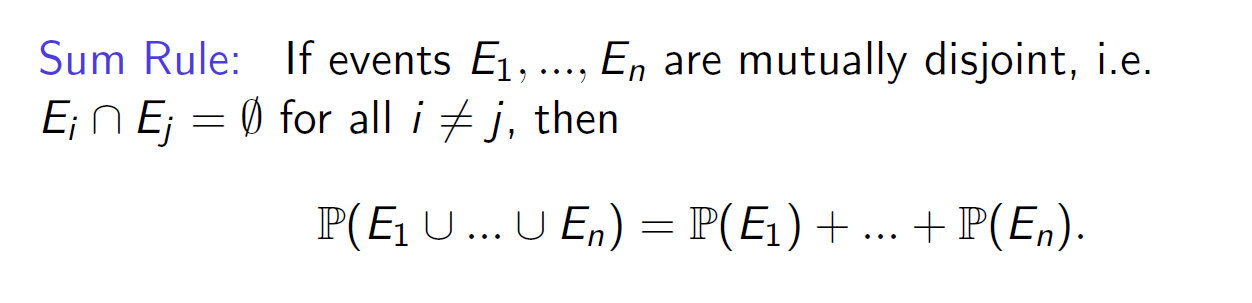 Sum Rule: If events E₁, ..., Eₙ are mutually disjoint, i.e.
Eᵢ ∩ Eⱼ = ∅ for all i ≠ j, then
ℙ(E₁ ∪ ... ∪ Eₙ) = ℙ(E₁) + ... + ℙ(Eₙ).